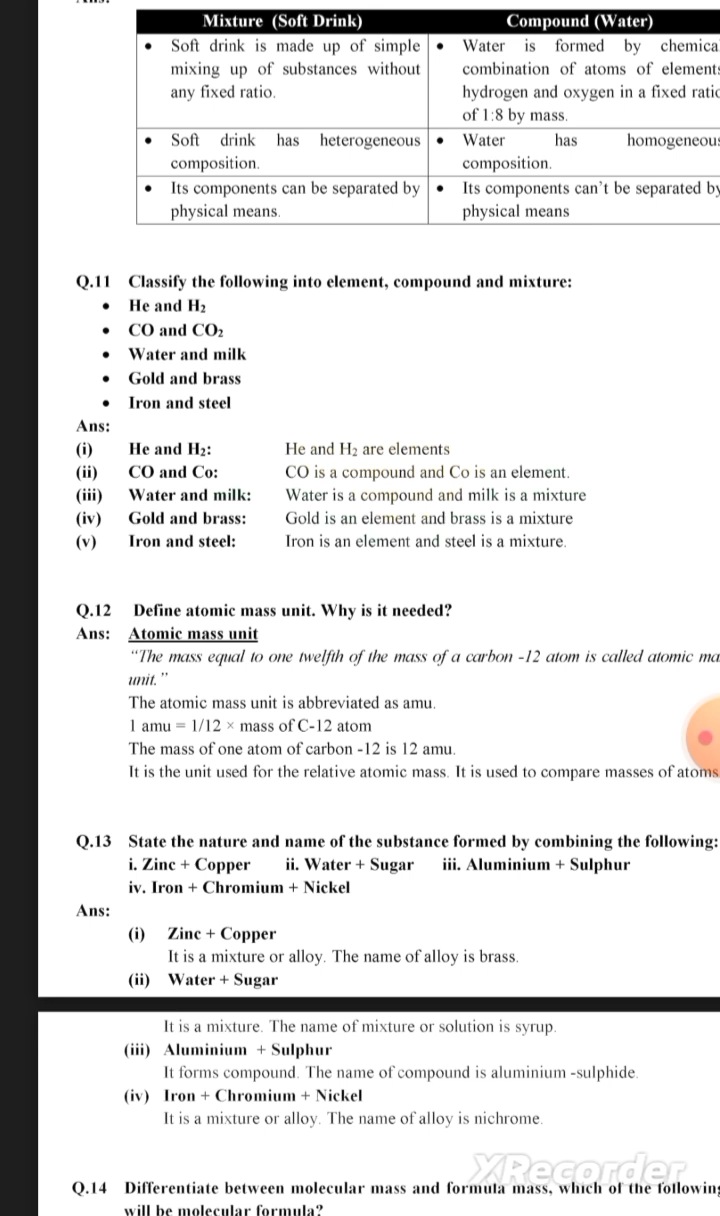 Mixture (Soft Drink)
Compound (Water)
• Soft drink is made up of simple
mixing up of substances without
any fixed ratio.
• Water is formed by chemica
combination of atoms of elements
hydrogen and oxygen in a fixed ratio
of 1:8 by mass.
• Soft drink has heterogeneous
composition.
• Water has homogeneous
composition.
• Its components can be separated by
physical means.
• Its components can't be separated by
physical means
Q.11 Classify the following into element, compound and mixture:
• He and H₂
• CO and CO₂
• Water and milk
• Gold and brass
• Iron and steel
Ans:
(i) He and H₂: He and H₂ are elements
(ii) CO and Co: CO is a compound and Co is an element.
(iii) Water and milk: Water is a compound and milk is a mixture
(iv) Gold and brass: Gold is an element and brass is a mixture
(v) Iron and steel: Iron is an element and steel is a mixture.
Q.12 Define atomic mass unit. Why is it needed?
Ans: Atomic mass unit
“The mass equal to one twelfth of the mass of a carbon -12 atom is called atomic ma
unit.”
The atomic mass unit is abbreviated as amu.
1 amu = 1/12 × mass of C-12 atom
The mass of one atom of carbon -12 is 12 amu.
It is the unit used for the relative atomic mass. It is used to compare masses of atoms
Q.13 State the nature and name of the substance formed by combining the following:
i. Zinc + Copper ii. Water + Sugar iii. Aluminium + Sulphur
iv. Iron + Chromium + Nickel
Ans:
(i) Zinc + Copper
It is a mixture or alloy. The name of alloy is brass.
(ii) Water + Sugar
It is a mixture. The name of mixture or solution is syrup.
(iii) Aluminium + Sulphur
It forms compound. The name of compound is aluminium -sulphide.
(iv) Iron + Chromium + Nickel
It is a mixture or alloy. The name of alloy is nichrome.
XRecorder
Q.14 Differentiate between molecular mass and formula mass, which of the following
will be molecular formula?